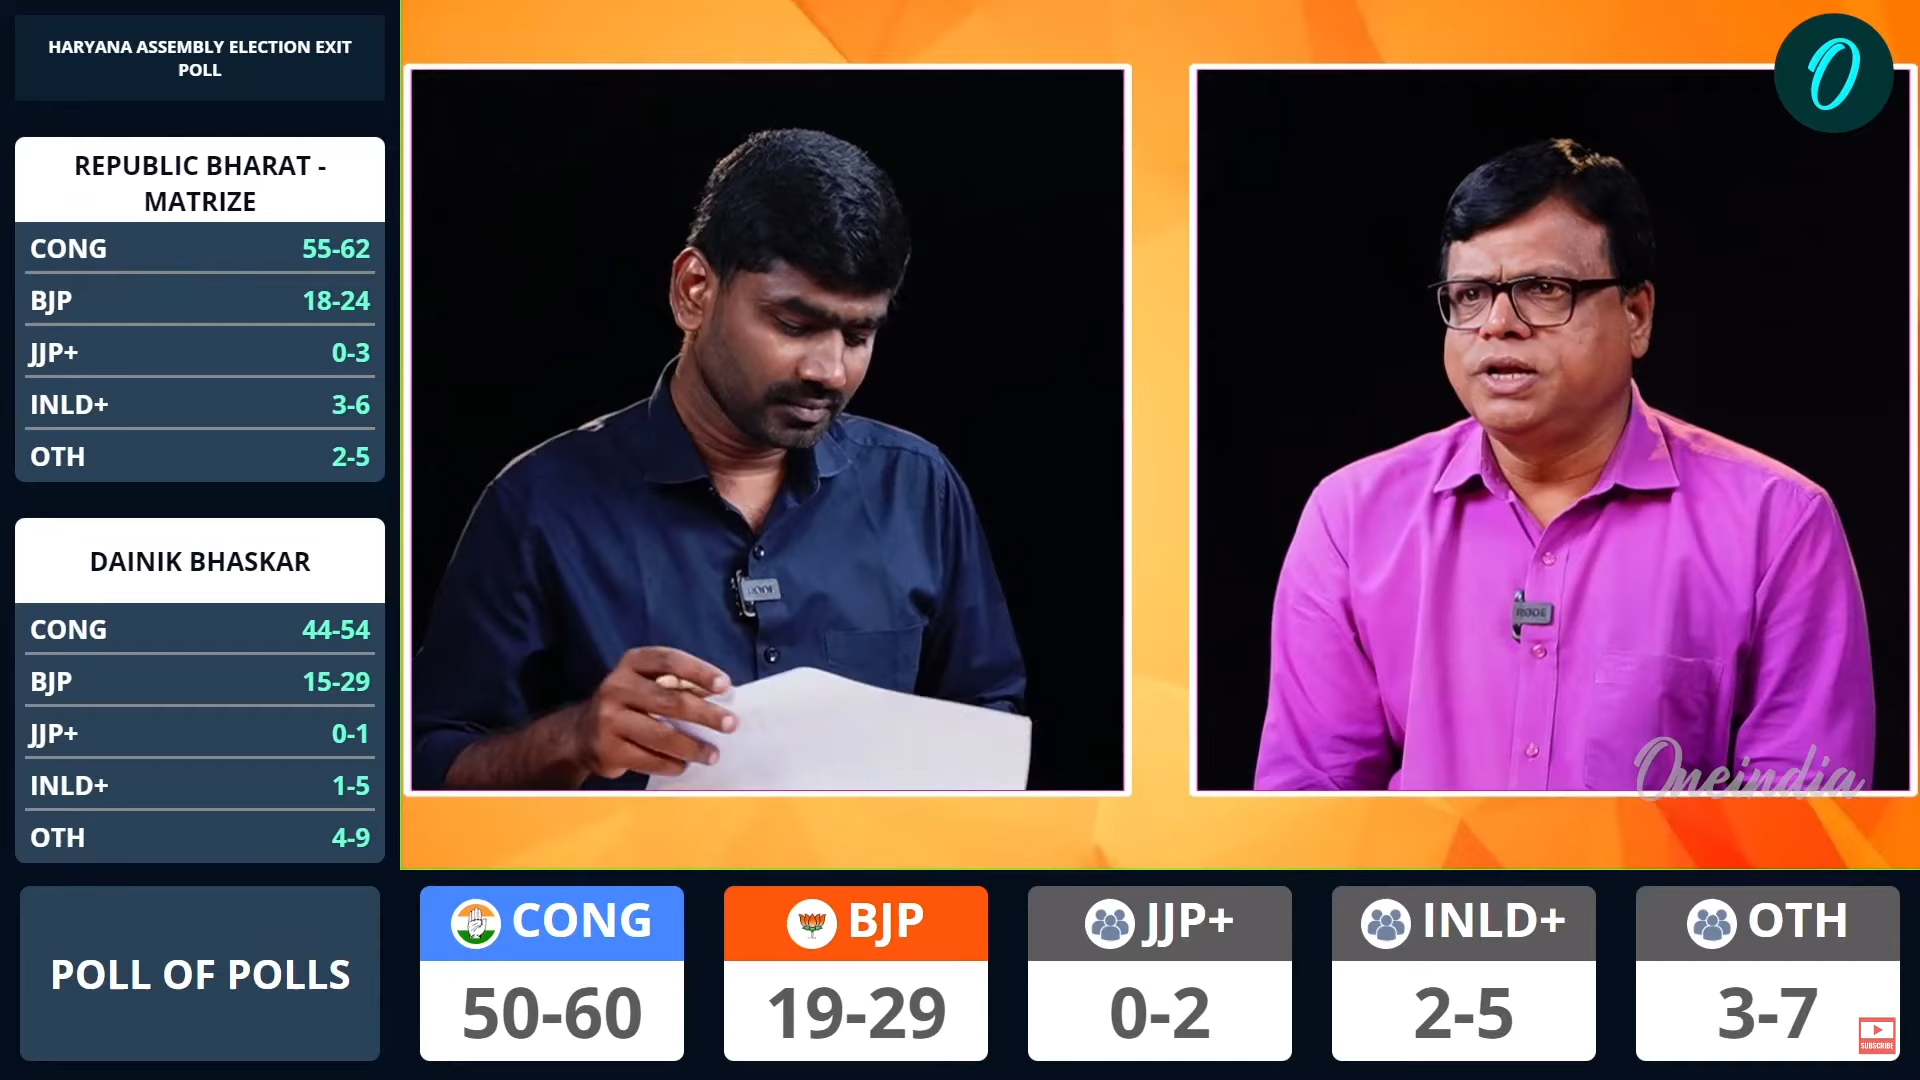 HARYANA ASSEMBLY ELECTION EXIT
POLL
REPUBLIC BHARAT -
MATRIZE
CONG 55-62
BJP 18-24
JJP+ 0-3
INLD+ 3-6
OTH 2-5
DAINIK BHASKAR
CONG 44-54
BJP 15-29
JJP+ 0-1
INLD+ 1-5
OTH 4-9
RODE
RODE
Oneindia
POLL OF POLLS
CONG
50-60
BJP
19-29
JJP+
0-2
INLD+
2-5
OTH
3-7
SUBSCRIBE